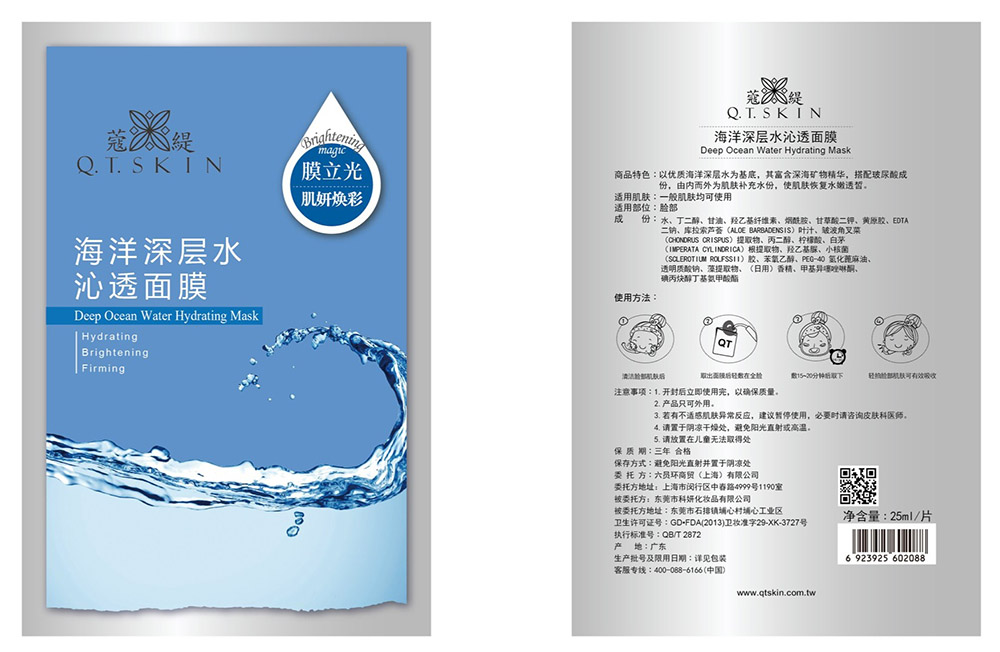 蔻 緹
Q.T.SKIN
Brightening
magic
膜立光
肌妍焕彩
海洋深层水
沁透面膜
Deep Ocean Water Hydrating Mask
Hydrating
Brightening
Firming
蔻 緹
Q.T.SKIN
海洋深层水沁透面膜
Deep Ocean Water Hydrating Mask
商品特色：以优质海洋深层水为基底，其富含深海矿物精华，搭配玻尿酸成
份，由内而外为肌肤补充水份，使肌肤恢复水嫩透皙。
适用肌肤：一般肌肤均可使用
适用部位：脸部
成 份：水、丁二醇、甘油、羟乙基纤维素、烟酰胺、甘草酸二钾、黄原胶、EDTA
二钠、库拉索芦荟（ALOE BARBADENSIS）叶汁、皱波角叉菜
（CHONDRUS CRISPUS）提取物、丙二醇、柠檬酸、白茅
（IMPERATA CYLINDRICA）根提取物、羟乙基脲、小核菌
（SCLEROTIUM ROLFSSII）胶、苯氧乙醇、PEG-40 氢化蓖麻油、
透明质酸钠、藻提取物、（日用）香精、甲基异噻唑啉酮、
碘丙炔醇丁基氨甲酸酯
使用方法：
1 2 3 4
QT
清洁脸部肌肤后 取出面膜后轻敷在全脸 敷15~20分钟后取下 轻拍脸部肌肤可有效吸收
注意事项：1. 开封后立即使用完，以确保质量。
2. 产品只可外用。
3. 若有不适感肌肤异常反应，建议暂停使用，必要时请咨询皮肤科医师。
4. 请置于阴凉干燥处，避免阳光直射或高温。
5. 请放置在儿童无法取得处
保 质 期：三年 合格
保存方式：避免阳光直射并置于阴凉处
委 托 方：六员环商贸（上海）有限公司
委托方地址：上海市闵行区中春路4999号1190室
被委托方：东莞市科妍化妆品有限公司
被委托方地址：东莞市石排镇埔心村埔心工业区
卫生许可证号：GD•FDA(2013)卫妆准字29-XK-3727号
执行标准号：QB/T 2872
产 地：广东
生产批号及限用日期：详见包装
客服专线：400-088-6166(中国)
净含量：25ml/片
6 923925 602088
www.qtskin.com.tw